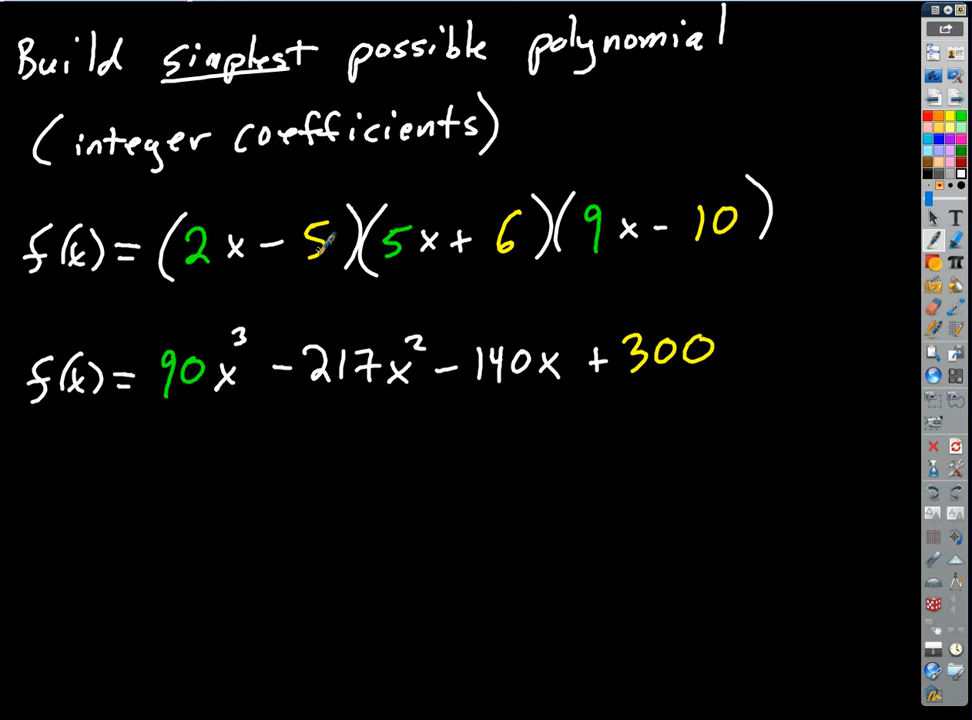 Build simplest possible polynomial
(integer coefficients)
f(x) = (2x - 5)(5x + 6)(9x - 10)
f(x) = 90x³ - 217x² - 140x + 300